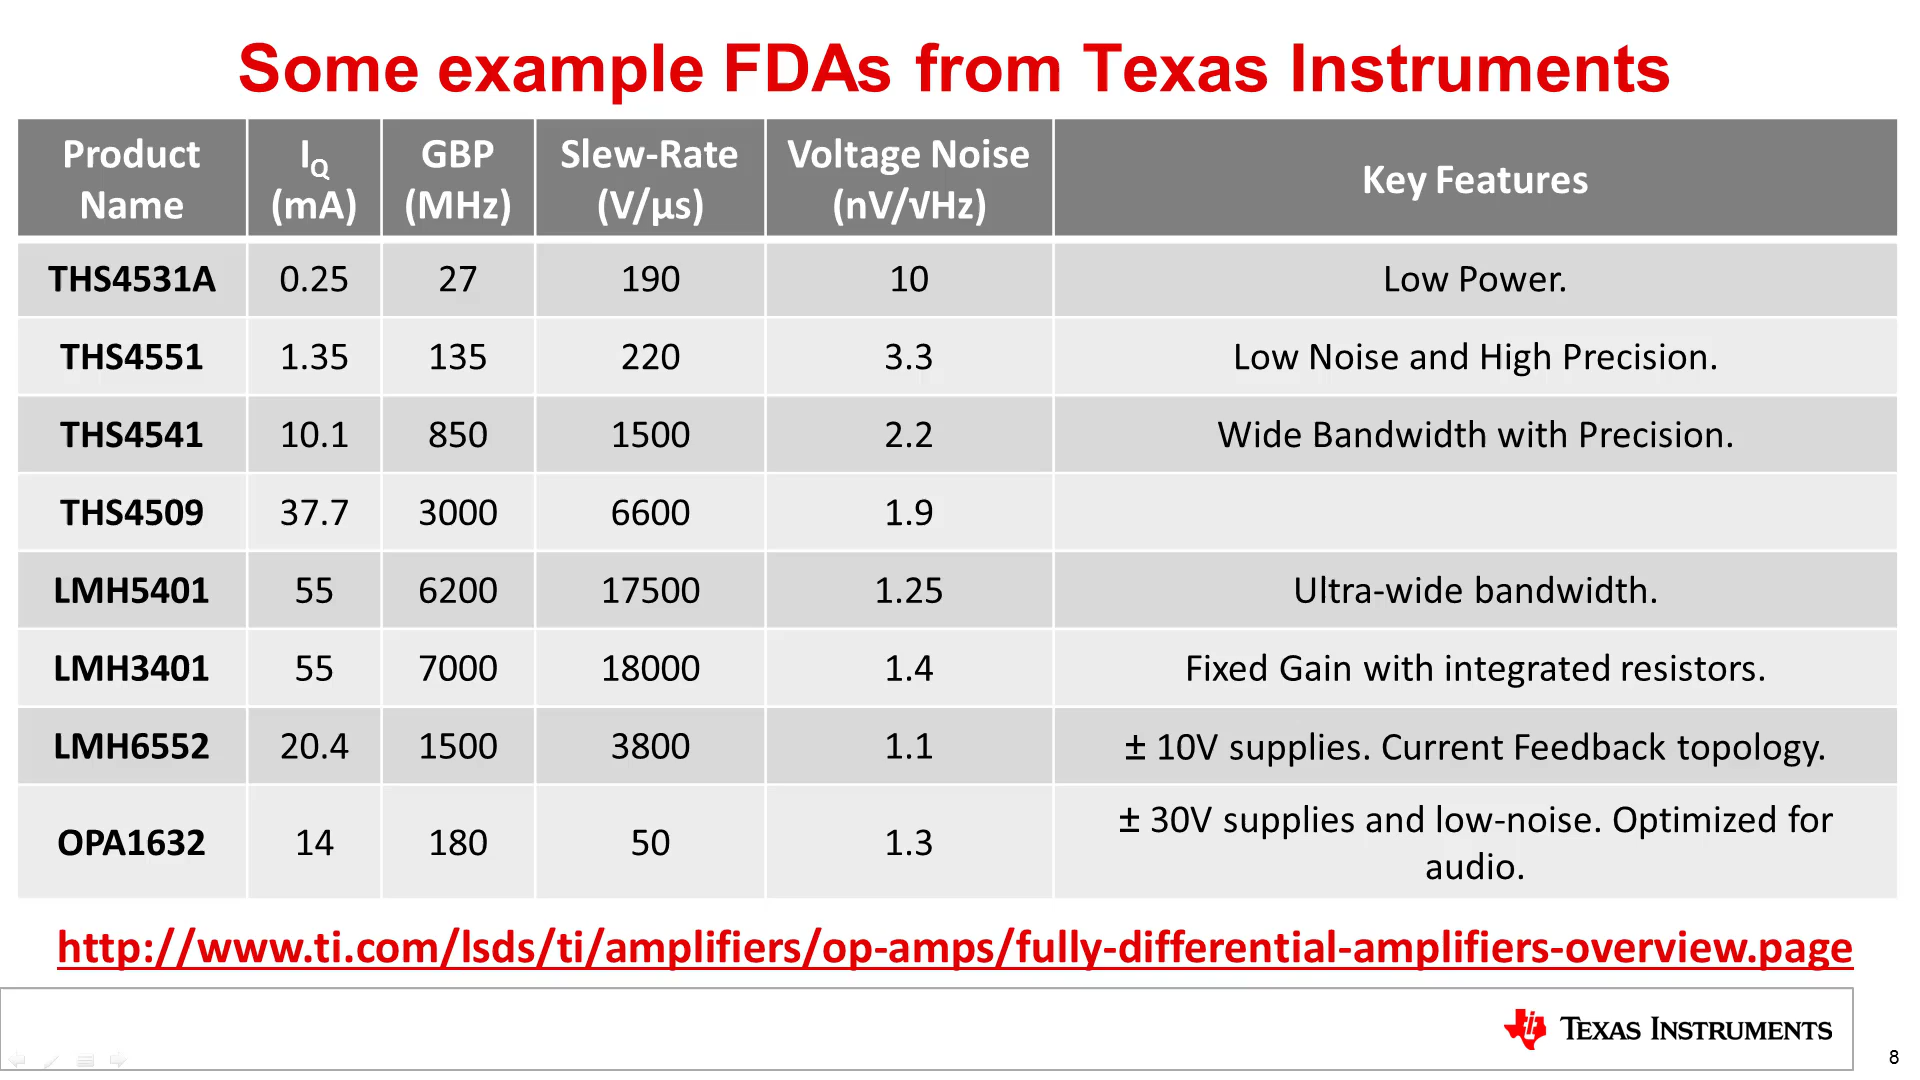 Some example FDAs from Texas Instruments
Product Name IQ (mA) GBP (MHz) Slew-Rate (V/µs) Voltage Noise (nV/√Hz) Key Features
THS4531A 0.25 27 190 10 Low Power.
THS4551 1.35 135 220 3.3 Low Noise and High Precision.
THS4541 10.1 850 1500 2.2 Wide Bandwidth with Precision.
THS4509 37.7 3000 6600 1.9
LMH5401 55 6200 17500 1.25 Ultra-wide bandwidth.
LMH3401 55 7000 18000 1.4 Fixed Gain with integrated resistors.
LMH6552 20.4 1500 3800 1.1 ± 10V supplies. Current Feedback topology.
OPA1632 14 180 50 1.3 ± 30V supplies and low-noise. Optimized for
audio.
http://www.ti.com/lsds/ti/amplifiers/op-amps/fully-differential-amplifiers-overview.page
TEXAS INSTRUMENTS
8